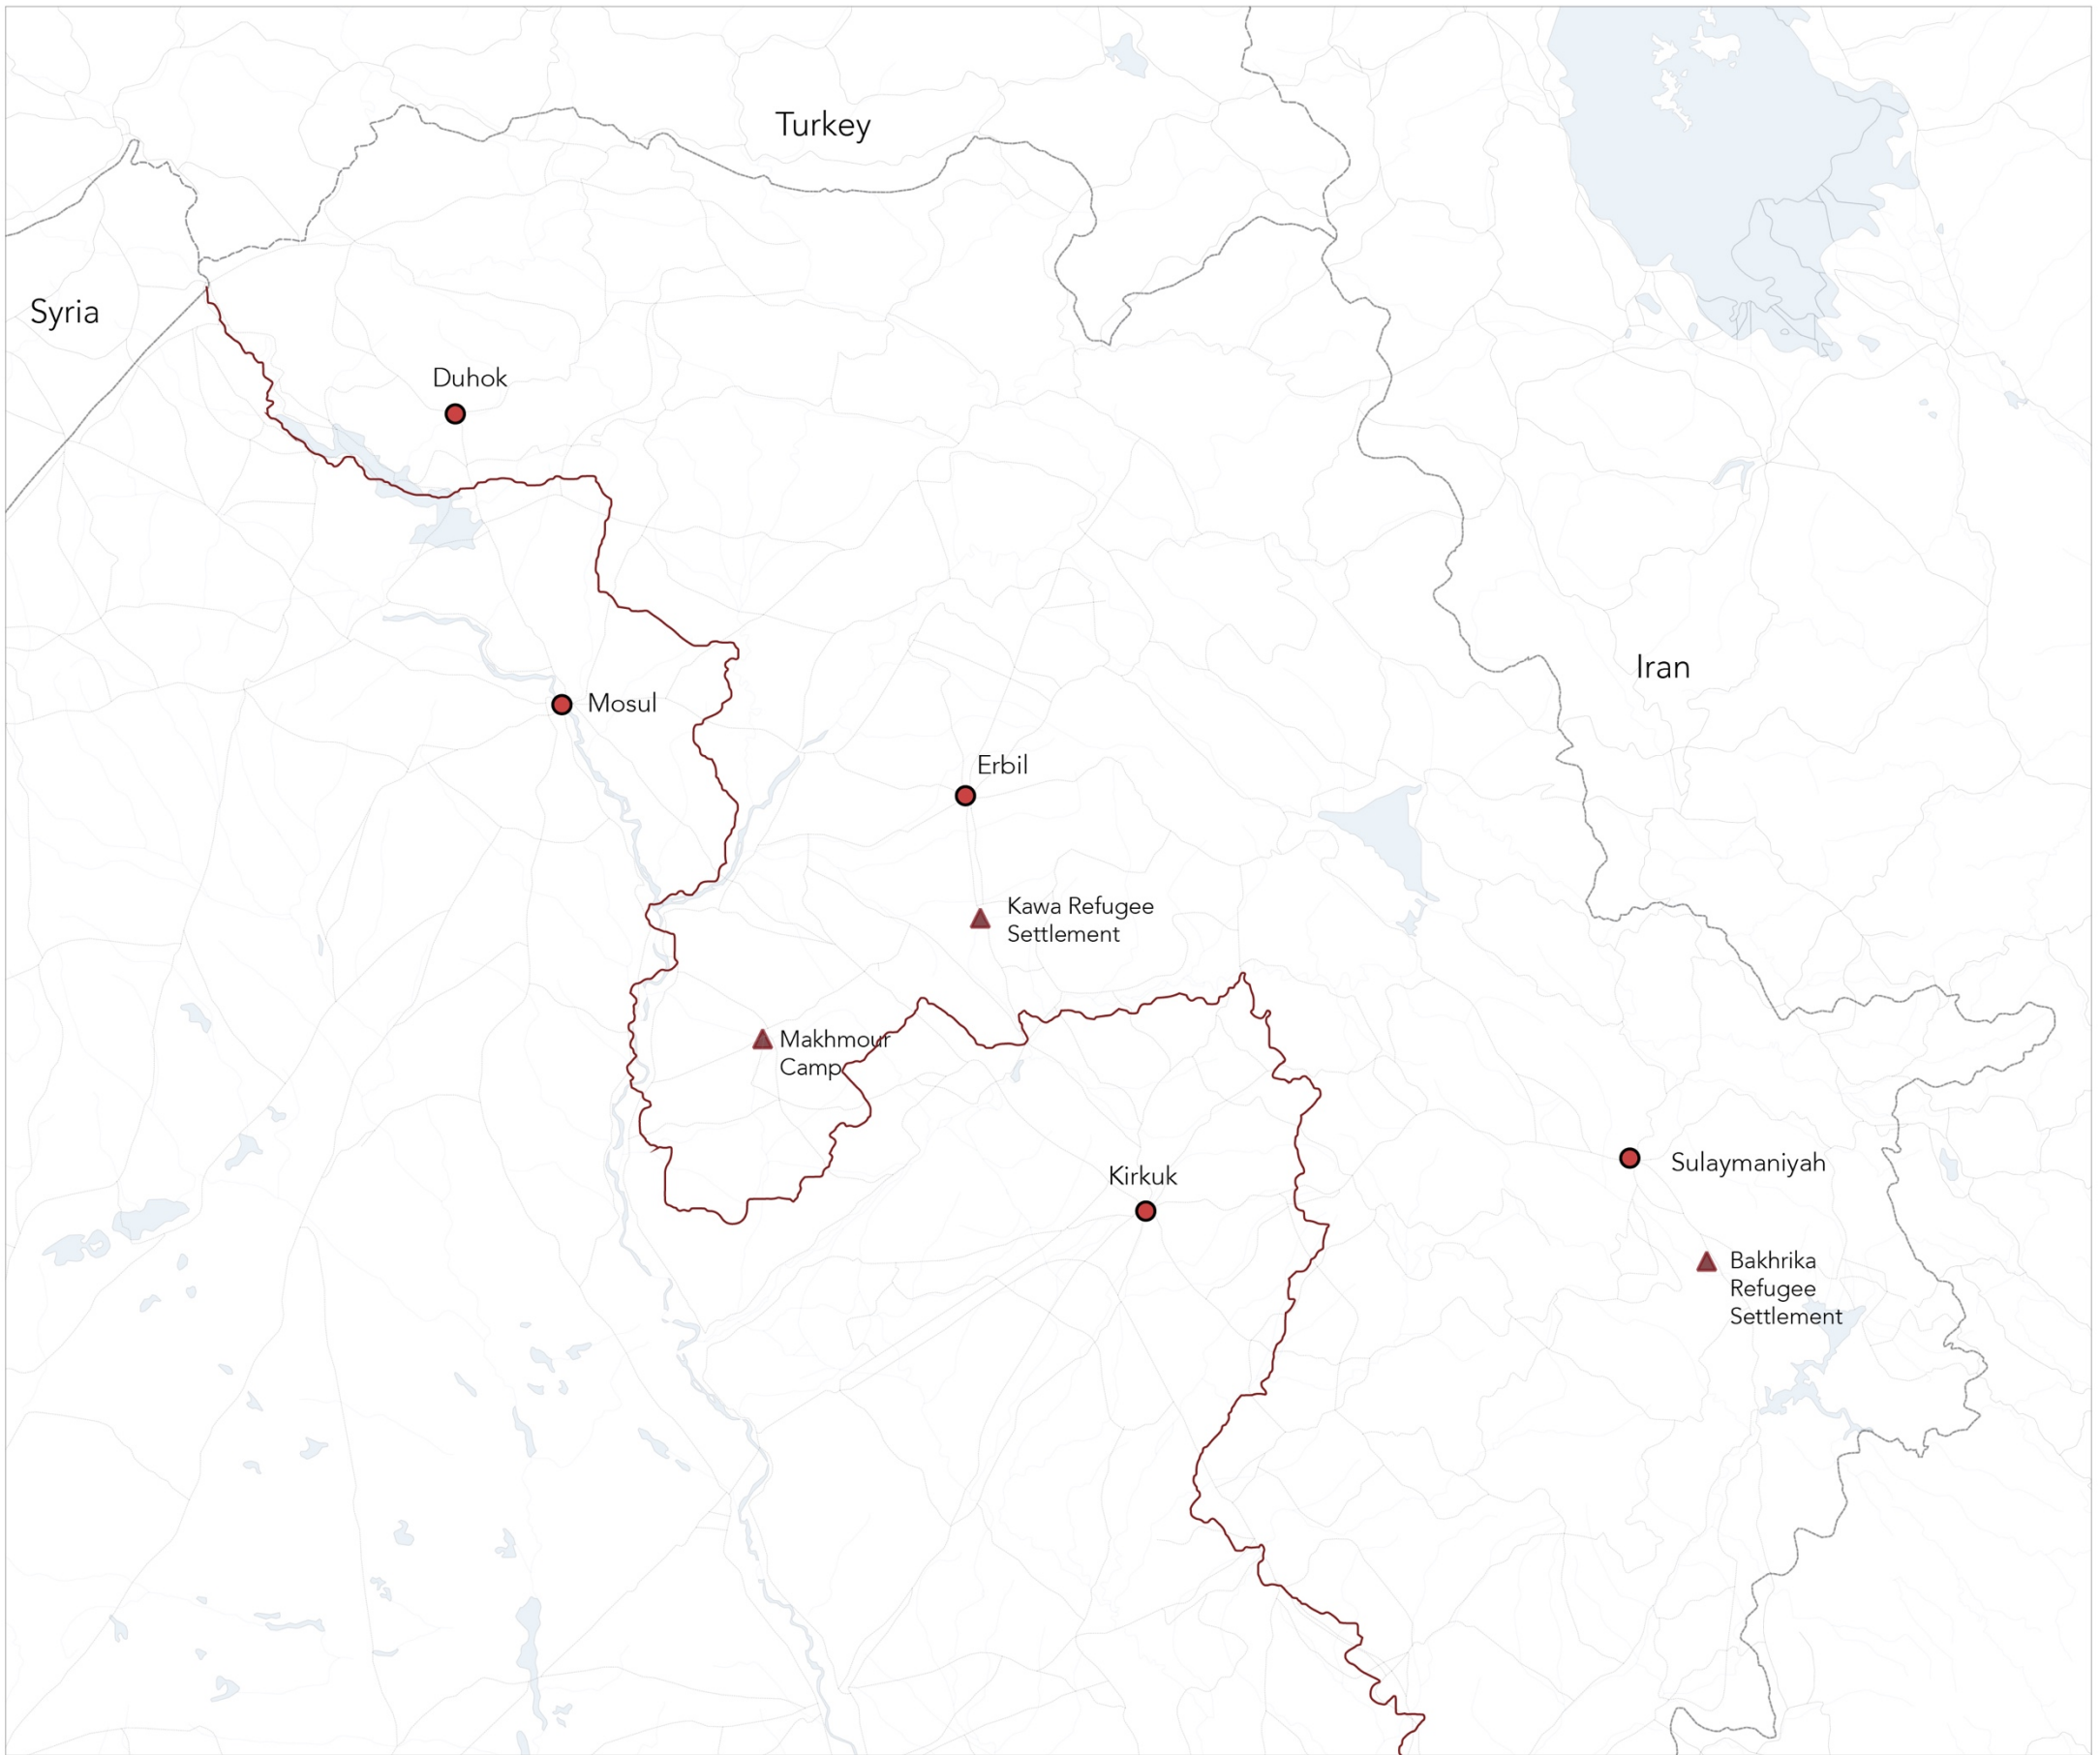 Turkey
Syria
Duhok
Iran
Mosul
Erbil
Kawa Refugee
Settlement
Makhmour
Camp
Sulaymaniyah
Kirkuk
Bakhrika
Refugee
Settlement